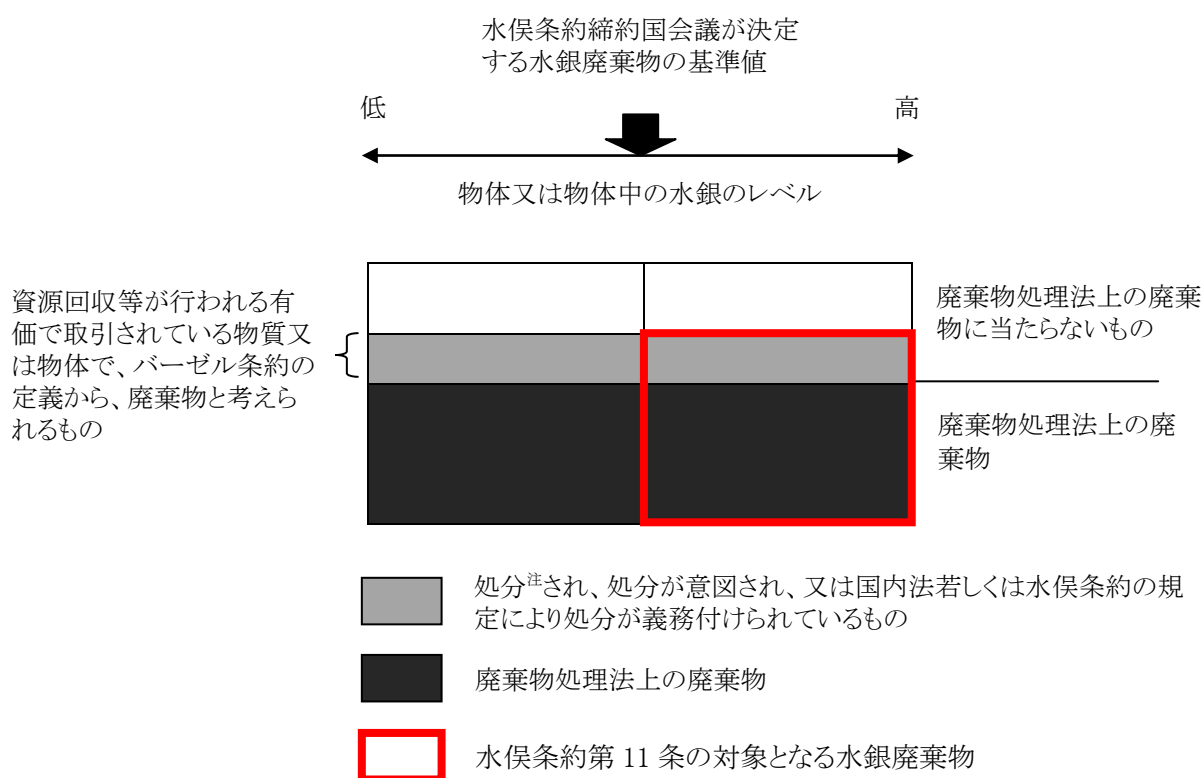 水俣条約締約国会議が決定
する水銀廃棄物の基準値
低
高
物体又は物体中の水銀のレベル
資源回収等が行われる有
価で取引されている物質又
は物体で、バーゼル条約の
定義から、廃棄物と考えら
れるもの
廃棄物処理法上の廃棄
物に当たらないもの
廃棄物処理法上の廃
棄物
処分注され、処分が意図され、又は国内法若しくは水俣条約の規
定により処分が義務付けられているもの
廃棄物処理法上の廃棄物
水俣条約第 11 条の対象となる水銀廃棄物